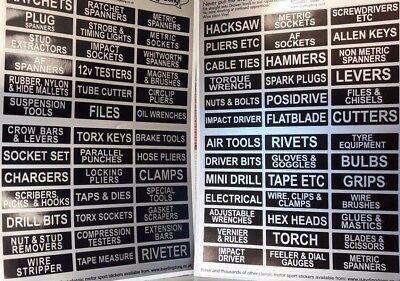 RATCHETS
RATCHET
SPANNERS
METRIC
SPANNERS
PLUG
SPANNERS
STROBE &
TIMING LIGHTS
METRIC
SOCKETS
STUD
EXTRACTORS
IMPACT
SOCKETS
WHITWORTH
SPANNERS
AF
SPANNERS
12v TESTERS
MAGNETS
& BRUSHES
RUBBER, NYLON
& HIDE MALLETS
TUBE CUTTER
CIRCLIP
PLIERS
SUSPENSION
TOOLS
FILES
OIL WRENCHES
CROW BARS
& LEVERS
TORX KEYS
BRAKE TOOLS
SOCKET SET
PARALLEL
PUNCHES
HOSE PLIERS
CHARGERS
LOCKING
PLIERS
CLAMPS
SCRIBERS,
PICKS, & HOOKS
TAPS & DIES
SPECIAL
TOOLS
DRILL BITS
TORX SOCKETS
GASKET
SCRAPERS
NUT & STUD
REMOVERS
COMPRESSION
TESTERS
EXTENSION
BARS
WIRE
STRIPPER
TAPE MEASURE
RIVETER
HACKSAW
METRIC
SOCKETS
SCREWDRIVERS
ETC
PLIERS ETC
AF
SOCKETS
ALLEN KEYS
CABLE TIES
HAMMERS
NON METRIC
SPANNERS
TORQUE
WRENCH
SPARK PLUGS
LEVERS
NUTS & BOLTS
POSIDRIVE
FILES &
CHISELS
IMPACT DRIVER
FLATBLADE
CUTTERS
AIR TOOLS
RIVETS
TYRE
EQUIPMENT
DRIVER BITS
GLOVES &
GOGGLES
BULBS
MINI DRILL
TAPE ETC
GRIPS
ELECTRICAL
WIRE, CLIPS
& CLAMPS
WIRE
BRUSHES
ADJUSTABLE
WRENCHES
HEX HEADS
GLUES &
MASTICS
VERNIER
& RULES
TORCH
BLADES &
SCISSORS
IMPACT
DRIVER
FEELER & DIAL
GAUGES
METRIC
SPANNERS